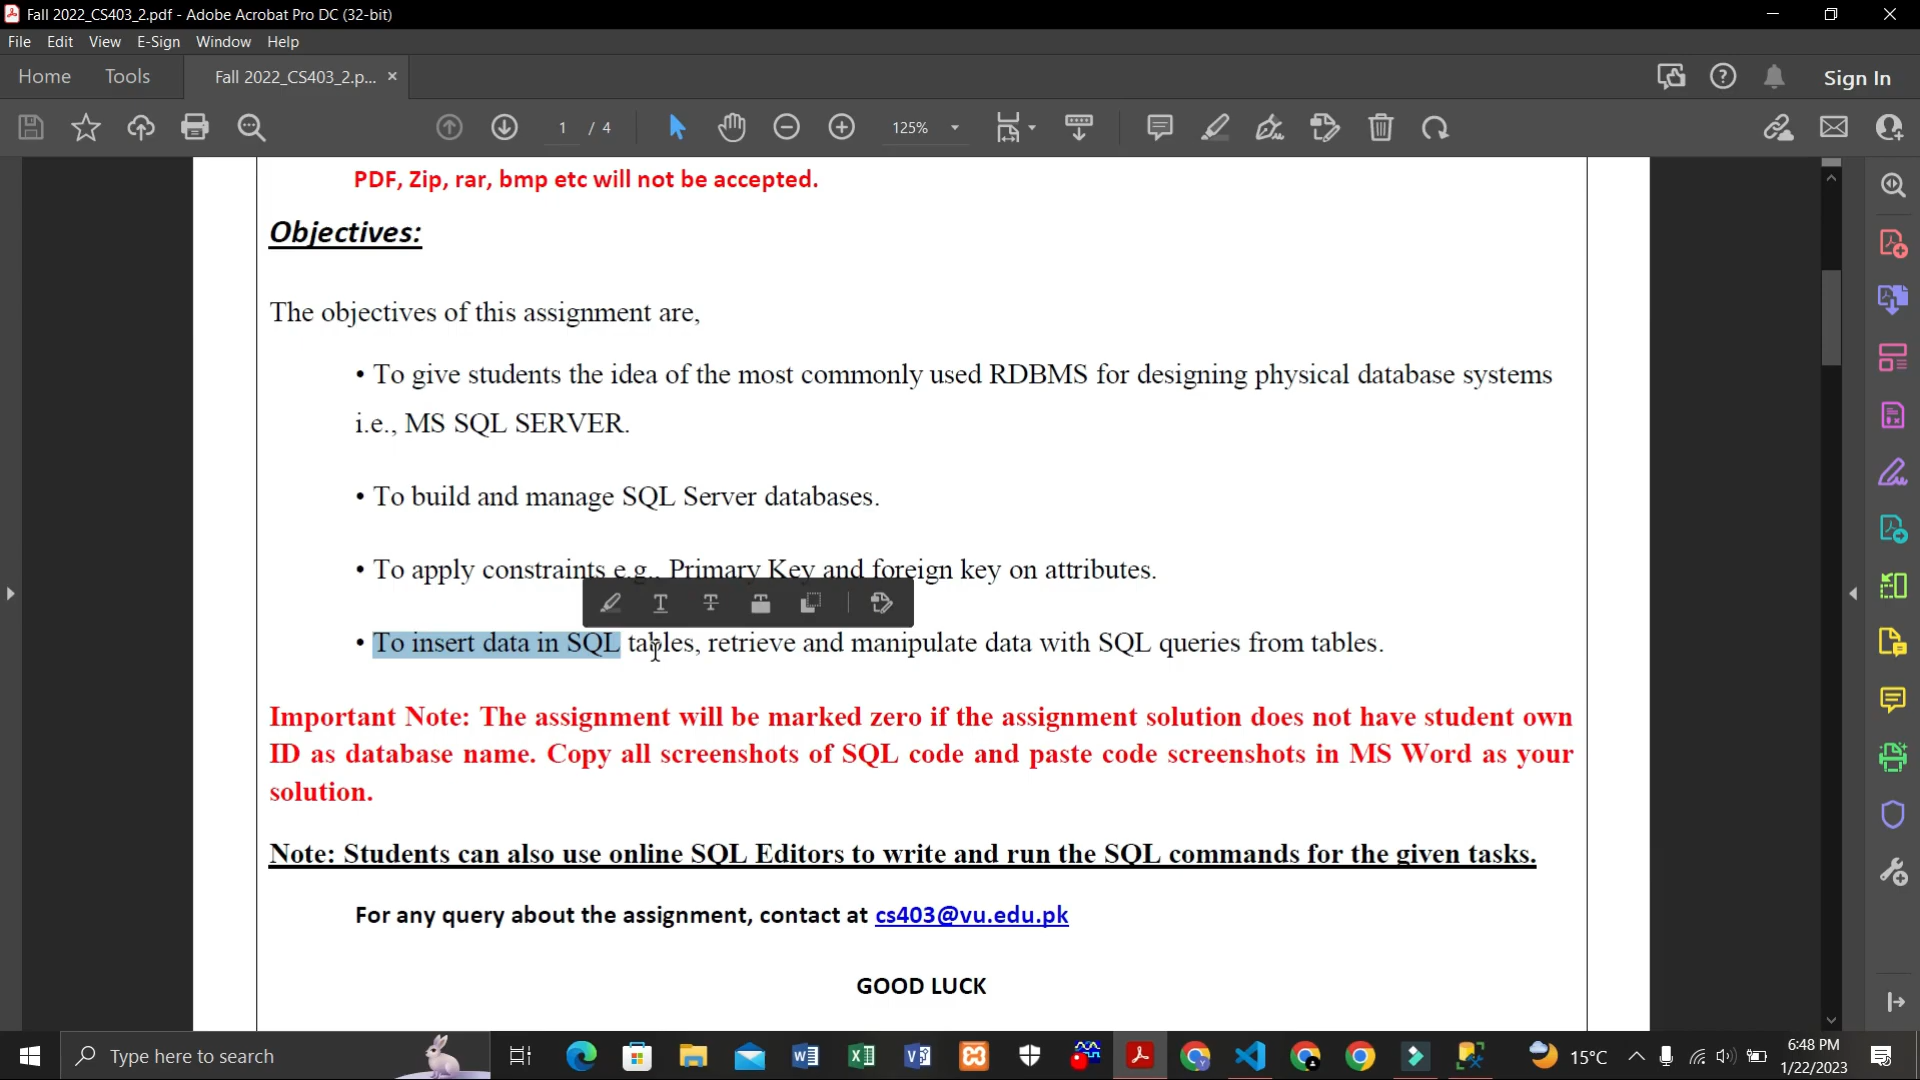 Fall 2022_CS403_2.pdf - Adobe Acrobat Pro DC (32-bit)
File Edit View E-Sign Window Help
Home Tools Fall 2022_CS403_2.p... × Sign In
1 / 4 125%
PDF, Zip, rar, bmp etc will not be accepted.
Objectives:
The objectives of this assignment are,
• To give students the idea of the most commonly used RDBMS for designing physical database systems
i.e., MS SQL SERVER.
• To build and manage SQL Server databases.
• To apply constraints e.g., Primary Key and foreign key on attributes.
• To insert data in SQL tables, retrieve and manipulate data with SQL queries from tables.
Important Note: The assignment will be marked zero if the assignment solution does not have student own
ID as database name. Copy all screenshots of SQL code and paste code screenshots in MS Word as your
solution.
Note: Students can also use online SQL Editors to write and run the SQL commands for the given tasks.
For any query about the assignment, contact at cs403@vu.edu.pk
GOOD LUCK
Type here to search
15°C
6:48 PM
1/22/2023